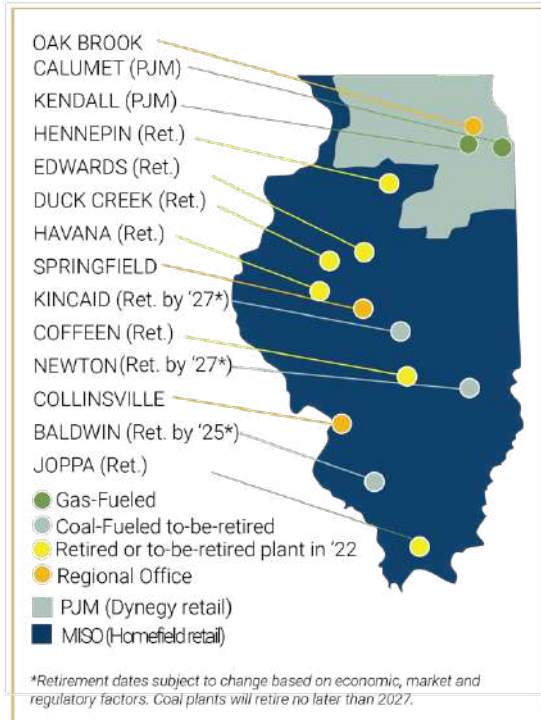 OAK BROOK
CALUMET (PJM)
KENDALL (PJM)
HENNEPIN (Ret.)
EDWARDS (Ret.)
DUCK CREEK (Ret.)
HAVANA (Ret.)
SPRINGFIELD
KINCAID (Ret. by ‘27*)
COFFEEN (Ret.)
NEWTON (Ret. by ‘27*)
COLLINSVILLE
BALDWIN (Ret. by ‘25*)
JOPPA (Ret.)
Gas-Fueled
Coal-Fueled to-be-retired
Retired or to-be-retired plant in ‘22
Regional Office
PJM (Dynegy retail)
MISO (Homefield retail)
*Retirement dates subject to change based on economic, market and
regulatory factors. Coal plants will retire no later than 2027.